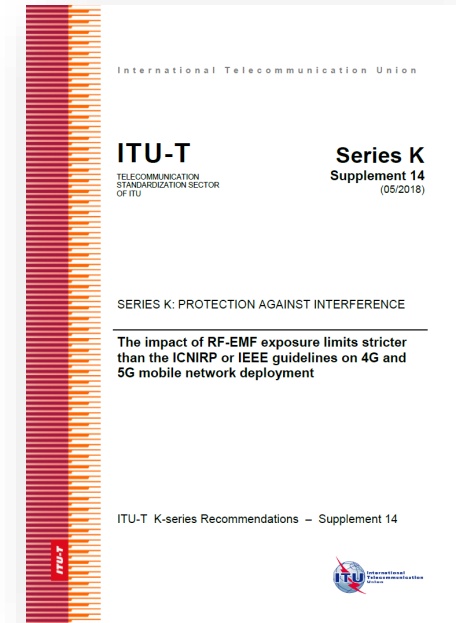 International Telecommunication Union
ITU-T
TELECOMMUNICATION
STANDARDIZATION SECTOR
OF ITU
Series K
Supplement 14
(05/2018)
SERIES K: PROTECTION AGAINST INTERFERENCE
The impact of RF-EMF exposure limits stricter
than the ICNIRP or IEEE guidelines on 4G and
5G mobile network deployment
ITU-T K-series Recommendations – Supplement 14
ITU-T
ITU
International
Telecommunication
Union